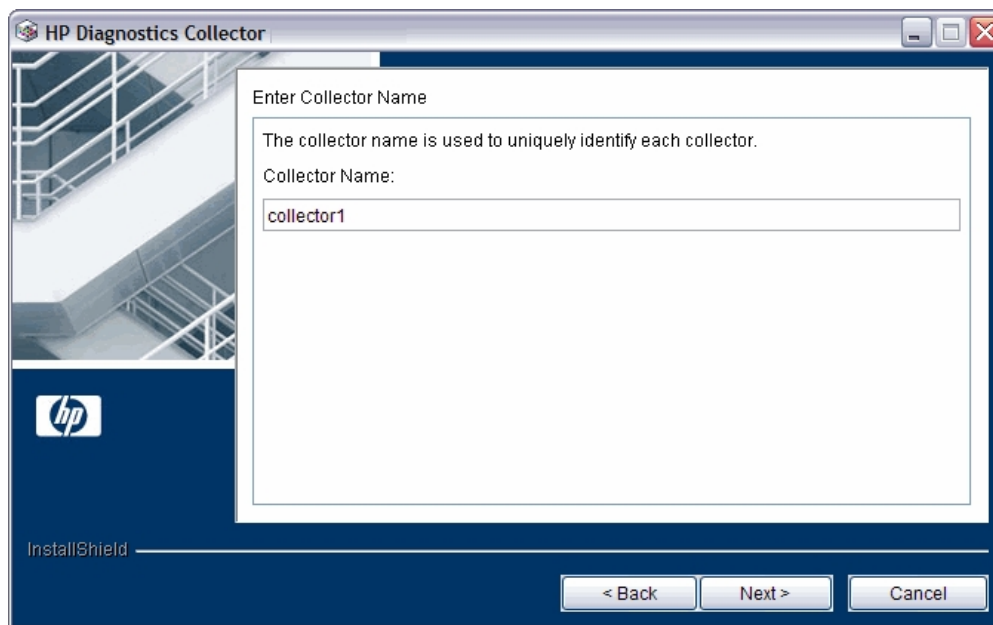 HP Diagnostics Collector
Enter Collector Name
The collector name is used to uniquely identify each collector.
Collector Name:
collector1
hp
InstallShield
< Back
Next >
Cancel